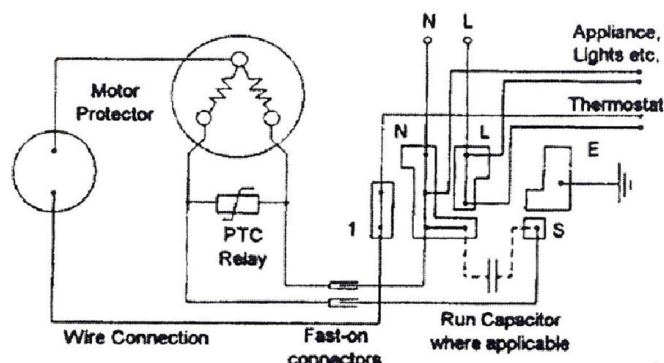 N L
Appliance,
Lights etc.
Motor
Protector
Thermostat
N L
E
1
PTC
Relay
S
Wire Connection
Fast-on
connectors
Run Capacitor
where applicable